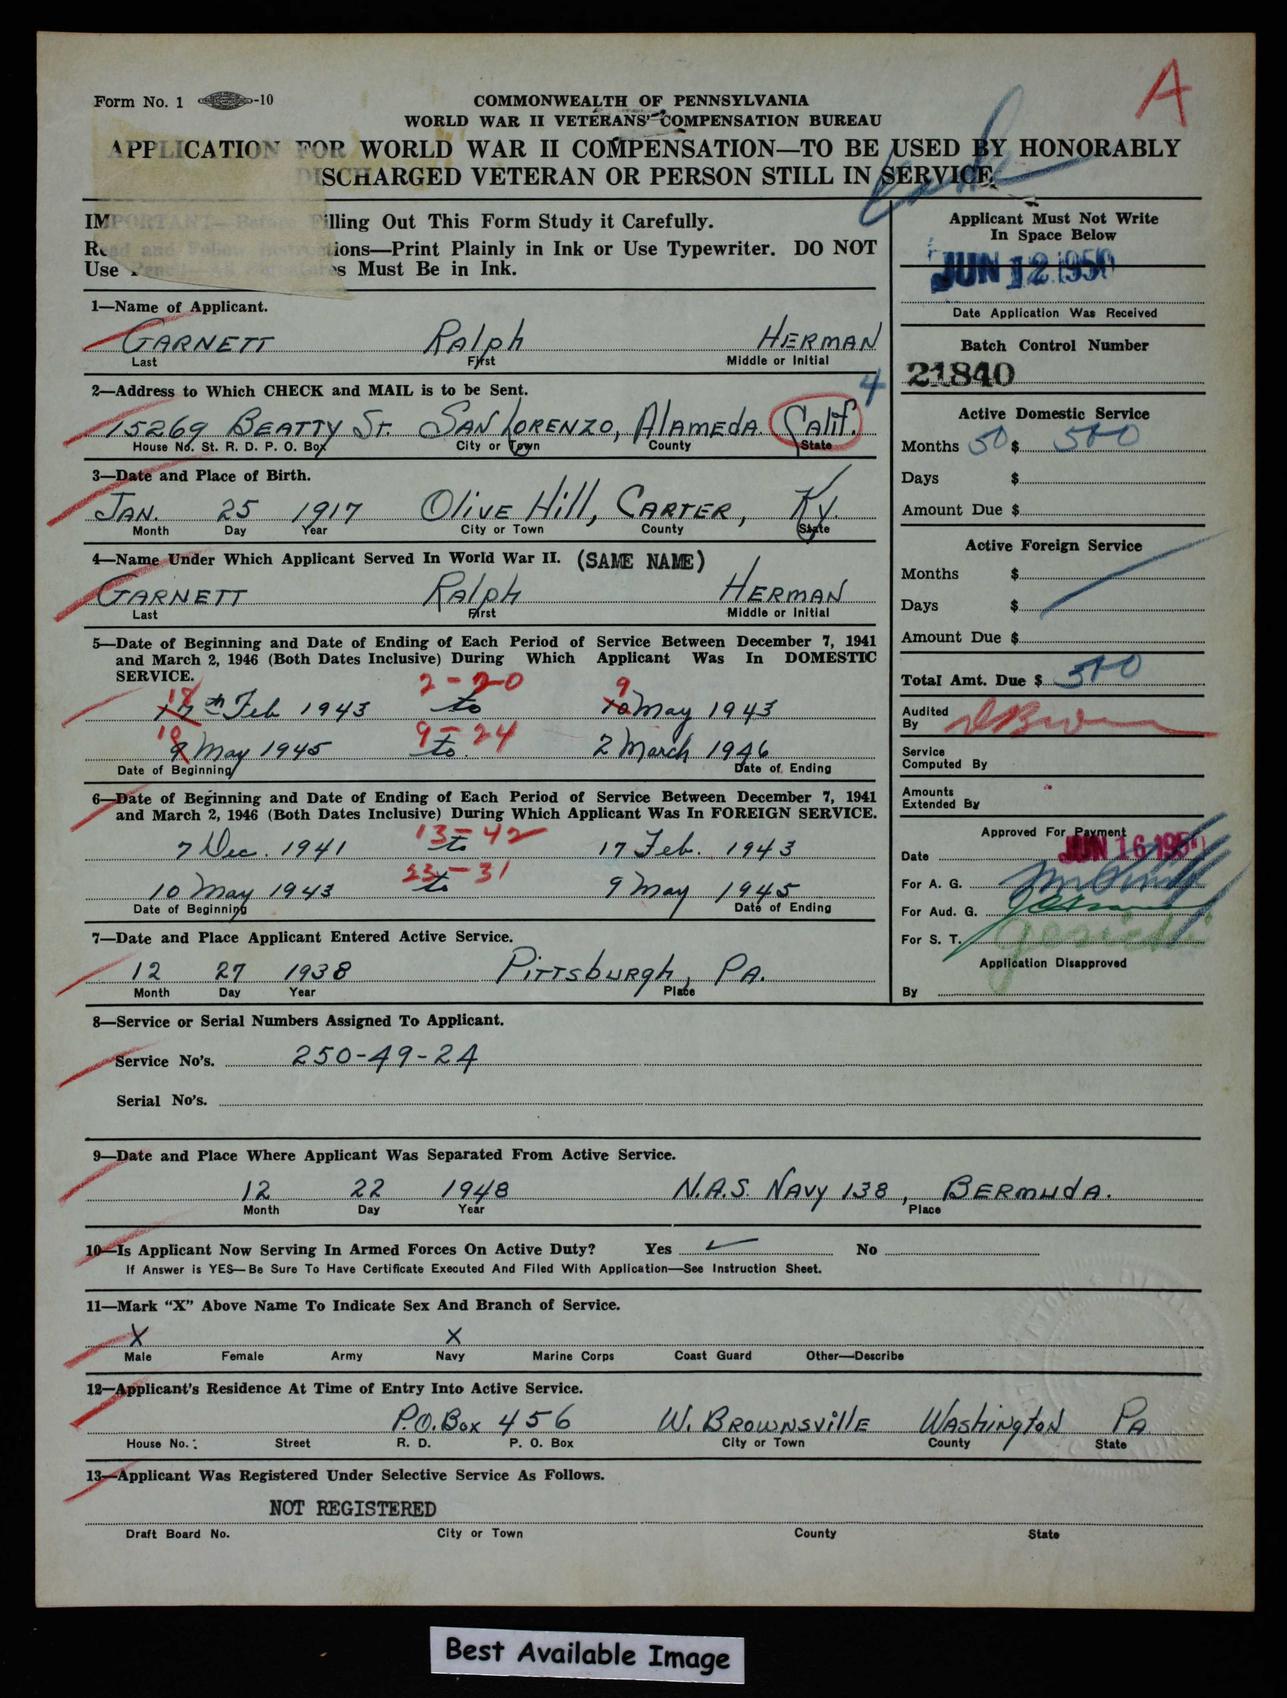 Form No. 1 -10
COMMONWEALTH OF PENNSYLVANIA
WORLD WAR II VETERANS' COMPENSATION BUREAU
A
APPLICATION FOR WORLD WAR II COMPENSATION—TO BE USED BY HONORABLY
DISCHARGED VETERAN OR PERSON STILL IN SERVICE
IMPORTANT—Before Filling Out This Form Study it Carefully.
Read and Follow Instructions—Print Plainly in Ink or Use Typewriter. DO NOT
Use Pencil—All Signatures Must Be in Ink.
Applicant Must Not Write
In Space Below
JUN 12 1950
Date Application Was Received
Batch Control Number
21840
Active Domestic Service
Months 50 $ 500
Days $
Amount Due $
Active Foreign Service
Months $
Days $
Amount Due $
Total Amt. Due $ 500
Audited
By
Service
Computed By
Amounts
Extended By
Approved For Payment
Date JUN 16 1950
For A. G.
For Aud. G.
For S. T.
Application Disapproved
By
1—Name of Applicant.
GARNETT Ralph HERMAN
Last First Middle or Initial
2—Address to Which CHECK and MAIL is to be Sent. 4
15269 BEATTY St. SAN LORENZO, ALAMEDA Calif.
House No. St. R. D. P. O. Box City or Town County State
3—Date and Place of Birth.
JAN. 25 1917 Olive Hill, CARTER, Ky.
Month Day Year City or Town County State
4—Name Under Which Applicant Served In World War II. (SAME NAME)
GARNETT Ralph HERMAN
Last First Middle or Initial
5—Date of Beginning and Date of Ending of Each Period of Service Between December 7, 1941
and March 2, 1946 (Both Dates Inclusive) During Which Applicant Was In DOMESTIC
SERVICE.
18 2-20 9
17th Feb 1943 to 10 May 1943
10 9-24
9 May 1945 to 2 March 1946
Date of Beginning Date of Ending
6—Date of Beginning and Date of Ending of Each Period of Service Between December 7, 1941
and March 2, 1946 (Both Dates Inclusive) During Which Applicant Was In FOREIGN SERVICE.
13-42
7 Dec. 1941 to 17 Feb. 1943
23-31
10 May 1943 to 9 May 1945
Date of Beginning Date of Ending
7—Date and Place Applicant Entered Active Service.
12 27 1938 Pittsburgh, PA.
Month Day Year Place
8—Service or Serial Numbers Assigned To Applicant.
Service No's. 250-49-24
Serial No's.
9—Date and Place Where Applicant Was Separated From Active Service.
12 22 1948 N.A.S. Navy 138, BERMUDA.
Month Day Year Place
10—Is Applicant Now Serving In Armed Forces On Active Duty? Yes ✓ No
If Answer is YES—Be Sure To Have Certificate Executed And Filed With Application—See Instruction Sheet.
11—Mark "X" Above Name To Indicate Sex And Branch of Service.
X X
Male Female Army Navy Marine Corps Coast Guard Other—Describe
12—Applicant's Residence At Time of Entry Into Active Service.
P.O. Box 456 W. BROWNSVIlle WAShingtoN PA
House No. Street R. D. P. O. Box City or Town County State
13—Applicant Was Registered Under Selective Service As Follows.
NOT REGISTERED
Draft Board No. City or Town County State
Best Available Image